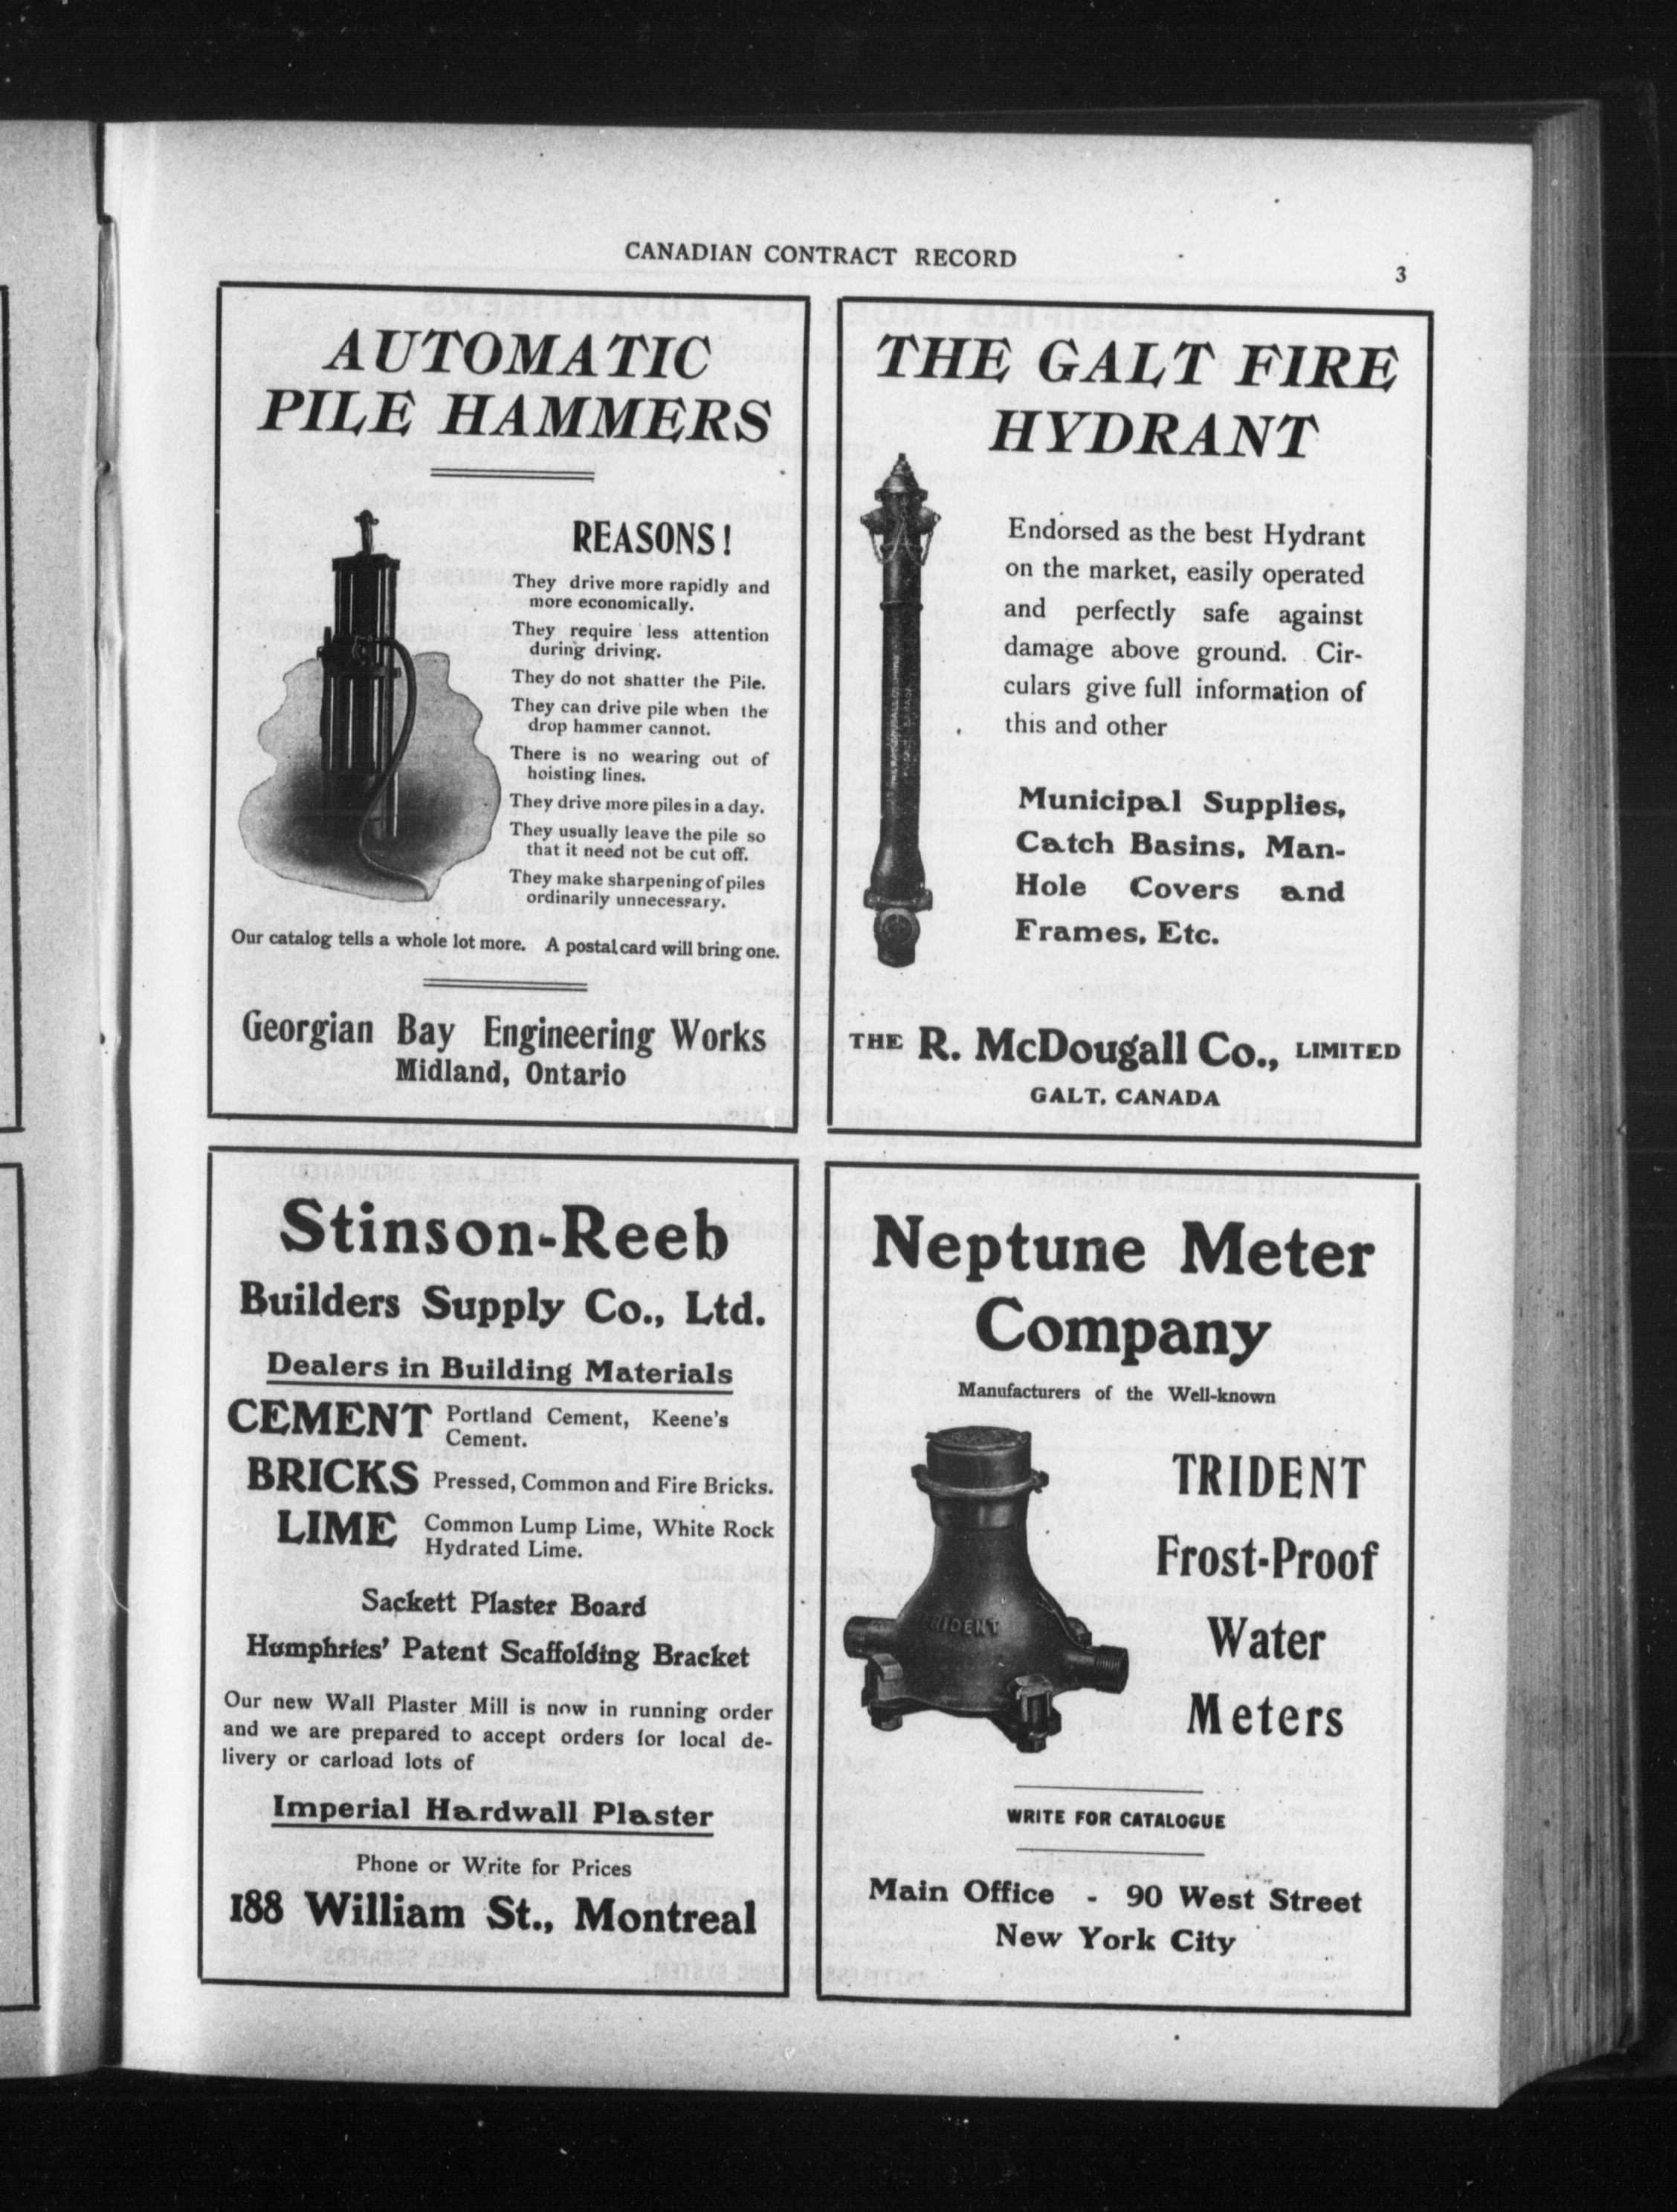 CANADIAN CONTRACT RECORD
3
AUTOMATIC
PILE HAMMERS
REASONS!
They drive more rapidly and
more economically.
They require less attention
during driving.
They do not shatter the Pile.
They can drive pile when the
drop hammer cannot.
There is no wearing out of
hoisting lines.
They drive more piles in a day.
They usually leave the pile so
that it need not be cut off.
They make sharpening of piles
ordinarily unnecessary.
Our catalog tells a whole lot more. A postal card will bring one.
Georgian Bay Engineering Works
Midland, Ontario
THE GALT FIRE
HYDRANT
Endorsed as the best Hydrant
on the market, easily operated
and perfectly safe against
damage above ground. Cir-
culars give full information of
this and other
Municipal Supplies,
Catch Basins, Man-
Hole Covers and
Frames, Etc.
THE R. McDougall Co., LIMITED
GALT, CANADA
Stinson-Reeb
Builders Supply Co., Ltd.
Dealers in Building Materials
CEMENT Portland Cement, Keene's
Cement.
BRICKS Pressed, Common and Fire Bricks.
LIME Common Lump Lime, White Rock
Hydrated Lime.
Sackett Plaster Board
Humphries' Patent Scaffolding Bracket
Our new Wall Plaster Mill is now in running order
and we are prepared to accept orders for local de-
livery or carload lots of
Imperial Hardwall Plaster
Phone or Write for Prices
188 William St., Montreal
Neptune Meter
Company
Manufacturers of the Well-known
TRIDENT
TRIDENT
Frost-Proof
Water
Meters
WRITE FOR CATALOGUE
Main Office - 90 West Street
New York City